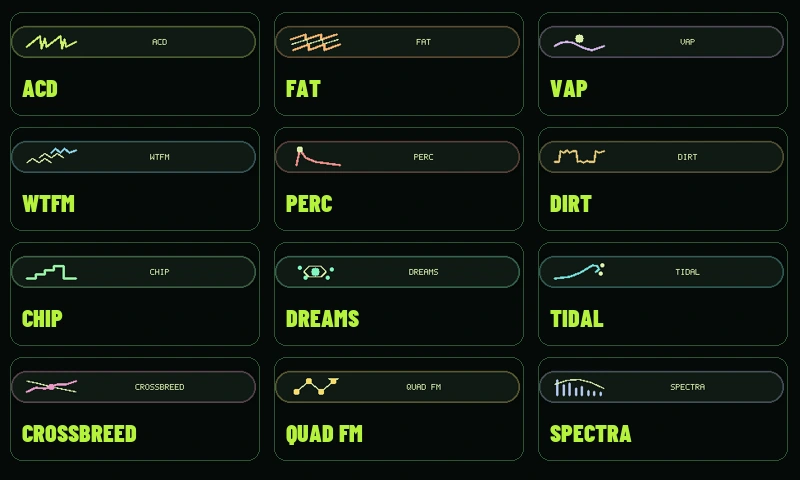 ACD
FAT
VAP
ACD
FAT
VAP
WTFM
PERC
DIRT
WTFM
PERC
DIRT
CHIP
DREAMS
TIDAL
CHIP
DREAMS
TIDAL
CROSSBREED
QUAD FM
SPECTRA
CROSSBREED
QUAD FM
SPECTRA